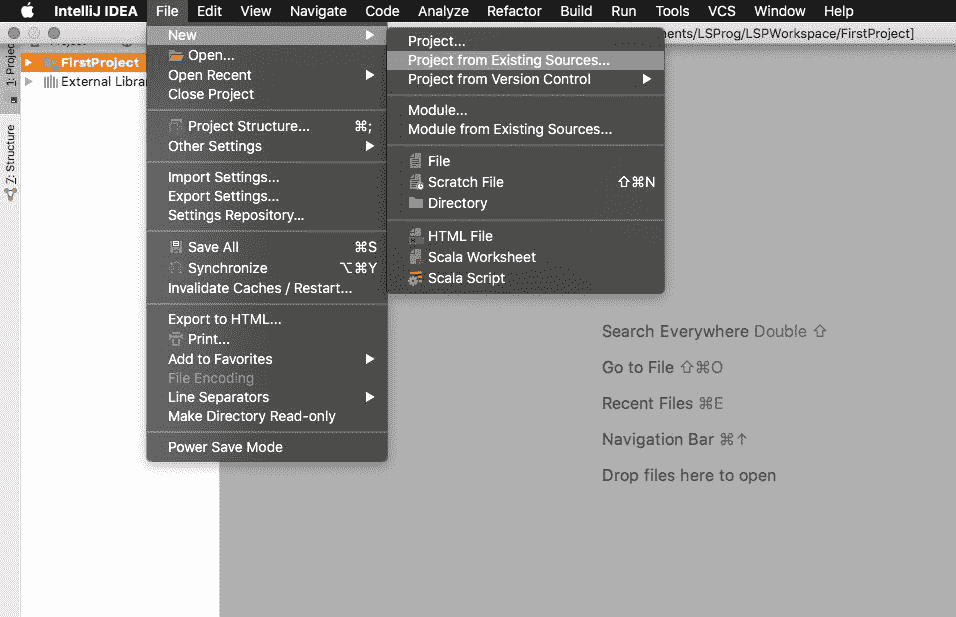 IntelliJ IDEA File Edit View Navigate Code Analyze Refactor Build Run Tools VCS Window Help
ments/LSProg/LSPWorkspace/FirstProject]
1: Project
FirstProject
External Libra
Z: Structure
New
Open...
Open Recent
Close Project
Project Structure... ⌘;
Other Settings
Import Settings...
Export Settings...
Settings Repository...
Save All ⌘S
Synchronize ⌥⌘Y
Invalidate Caches / Restart...
Export to HTML...
Print...
Add to Favorites
File Encoding
Line Separators
Make Directory Read-only
Power Save Mode
Project...
Project from Existing Sources...
Project from Version Control
Module...
Module from Existing Sources...
File
Scratch File ⇧⌘N
Directory
HTML File
Scala Worksheet
Scala Script
Search Everywhere Double ⇧
Go to File ⇧⌘O
Recent Files ⌘E
Navigation Bar ⌘↑
Drop files here to open